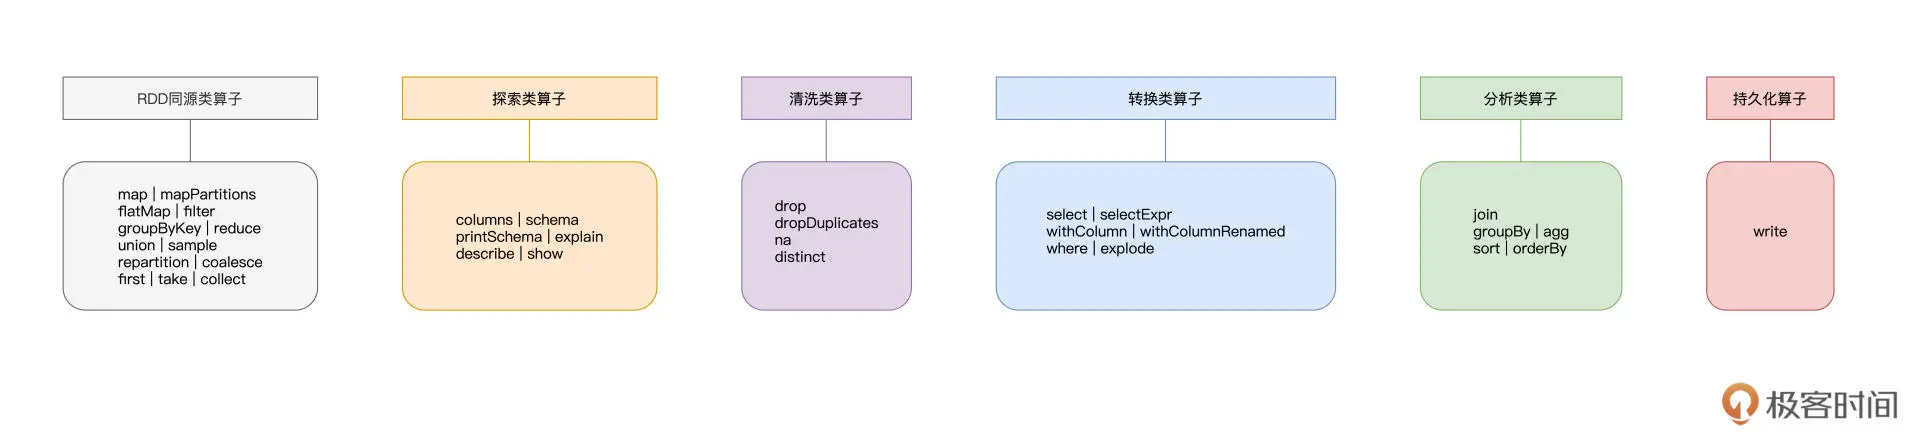 RDD同源类算子
map | mapPartitions
flatMap | filter
groupByKey | reduce
union | sample
repartition | coalesce
first | take | collect
探索类算子
columns | schema
printSchema | explain
describe | show
清洗类算子
drop
dropDuplicates
na
distinct
转换类算子
select | selectExpr
withColumn | withColumnRenamed
where | explode
分析类算子
join
groupBy | agg
sort | orderBy
持久化算子
write
极客时间